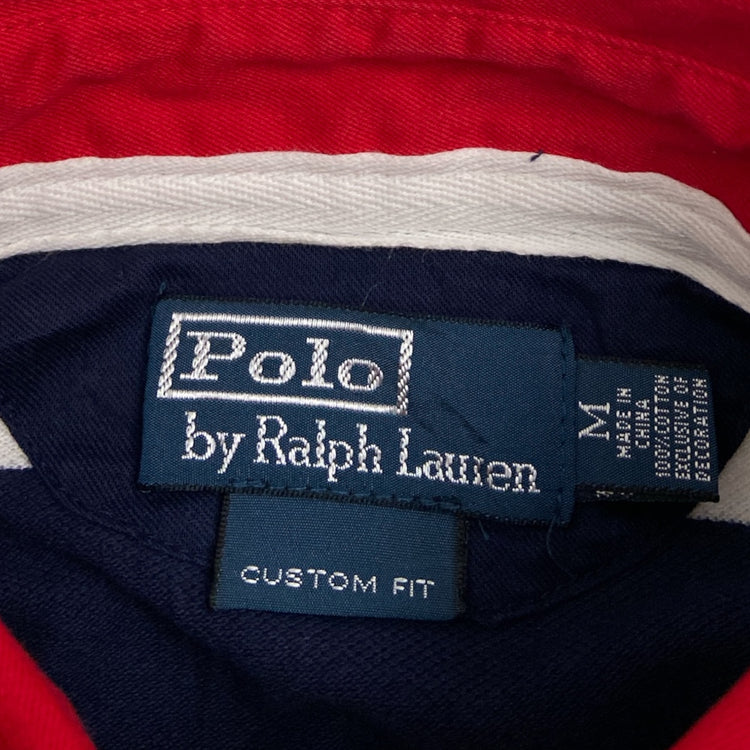 Polo
by Ralph Lauren
M
MADE IN
CHINA
100% COTTON
EXCLUSIVE OF
DECORATION
CUSTOM FIT